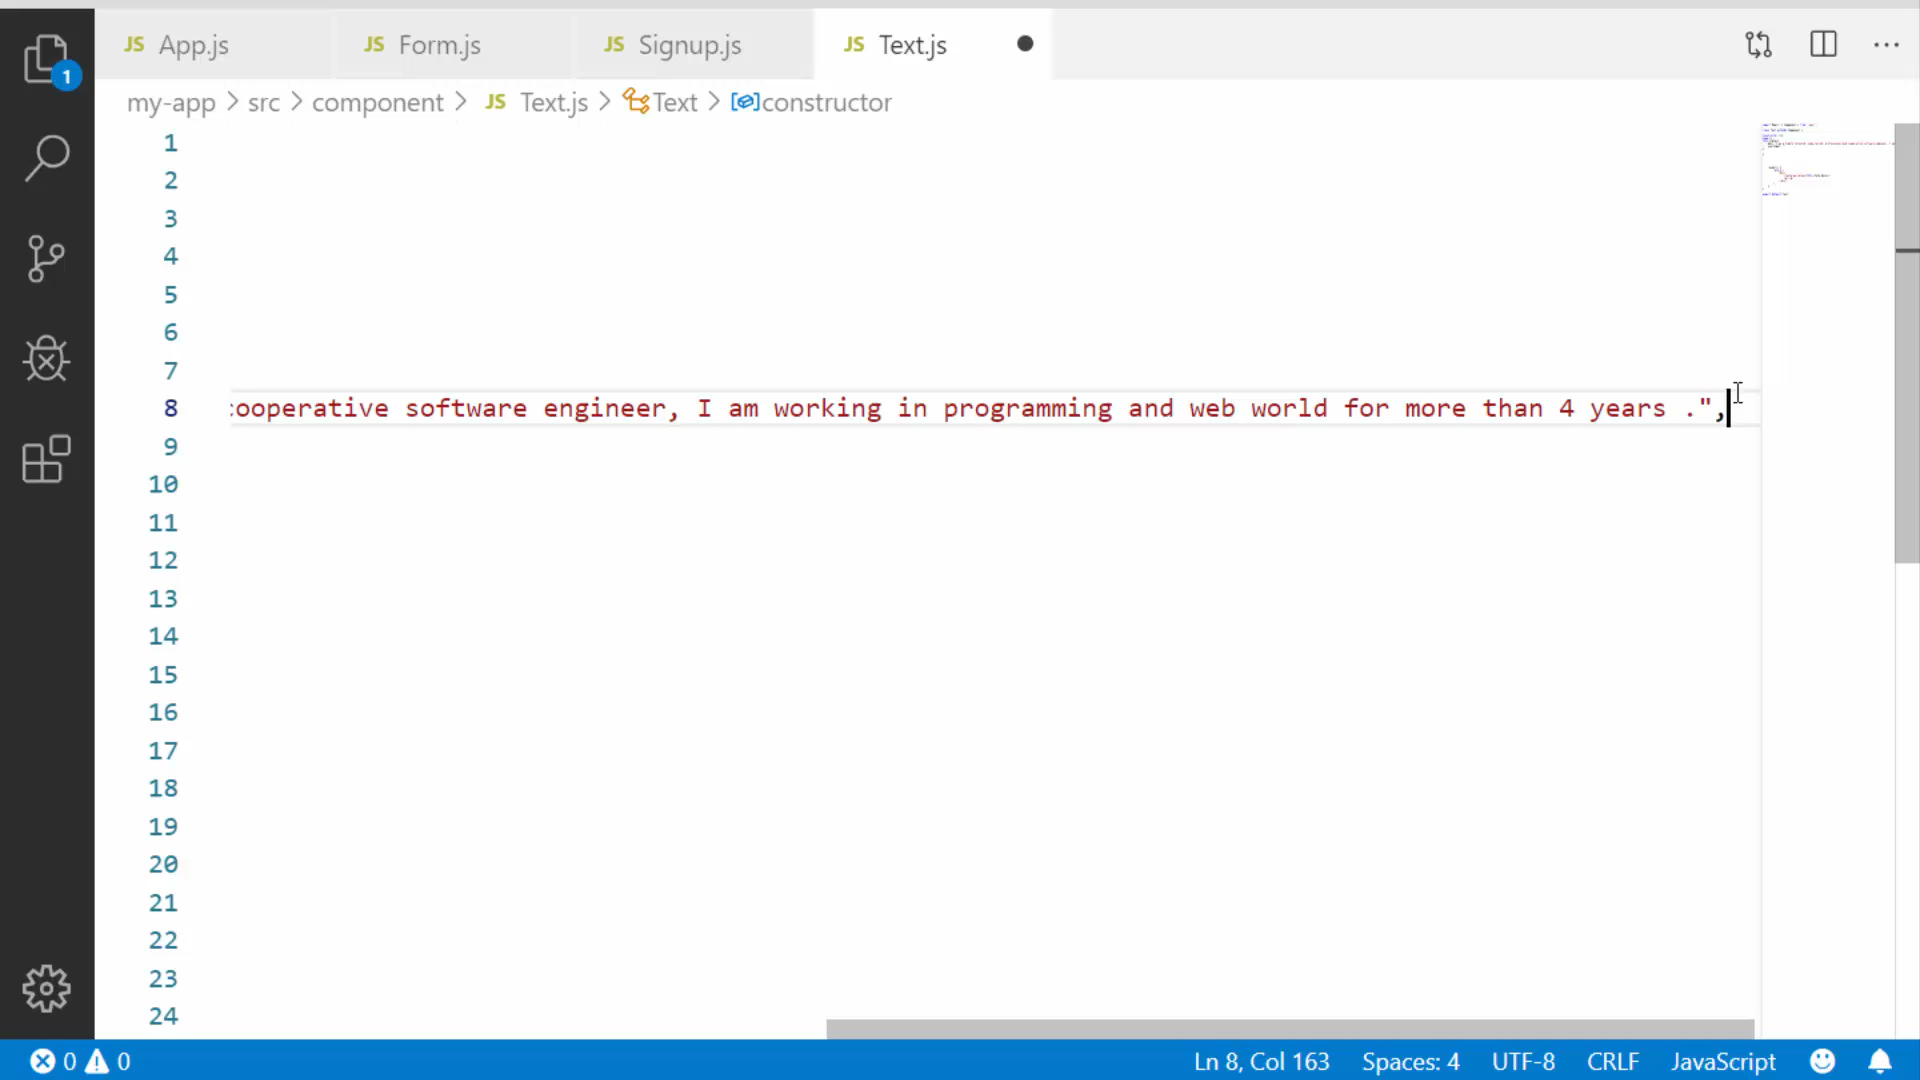 JS App.js
JS Form.js
JS Signup.js
JS Text.js
1
my-app > src > component > JS Text.js > Text > constructor
1
2
3
4
5
6
7
8 cooperative software engineer, I am working in programming and web world for more than 4 years .",
9
10
11
12
13
14
15
16
17
18
19
20
21
22
23
24
0 0
Ln 8, Col 163
Spaces: 4
UTF-8
CRLF
JavaScript